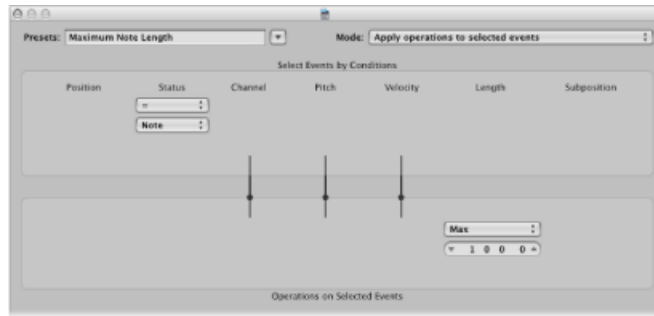 Presets: Maximum Note Length Mode: Apply operations to selected events
Select Events by Conditions
Position Status Channel Pitch Velocity Length Subposition
=
Note
Max
1 0 0 0
Operations on Selected Events